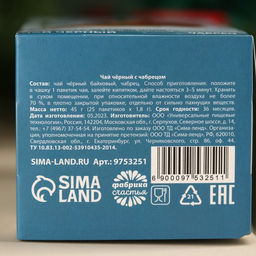 Чай чёрный с чабрецом
Состав: чай чёрный байховый, чабрец. Способ приготовления: положите
в чашку 1 пакетик чая, залейте кипятком, дайте настояться 3–5 минут. Хранить
в сухом помещении, при относительной влажности воздуха не более
70 %, в плотно закрытой упаковке, отдельно от сильно пахнущих веществ.
Масса нетто: 45 г (25 пакетиков х 1,8 г). Срок годности: 36 месяцев.
Дата изготовления: 05.2023. Изготовитель: ООО «Универсальные пищевые
технологии», Россия, 142204, Московская обл., г. Серпухов, Северное шоссе, д. 14,
тел. +7 (4967) 37-54-54. Изготовлено по заказу ООО «Сима-ленд». Организация,
уполномоченная на принятие претензий: ООО «ТД Сима-ленд», РФ, 620010,
Свердловская обл., г. Екатеринбург, ул. Черняховского, 86, оф. 44.
ТУ 10.83.13-002-53910435-2014.
SIMA-LAND.RU Арт.: 9753251
SIMA
LAND
фабрика
счастья
6 900097 532511
21
EAC